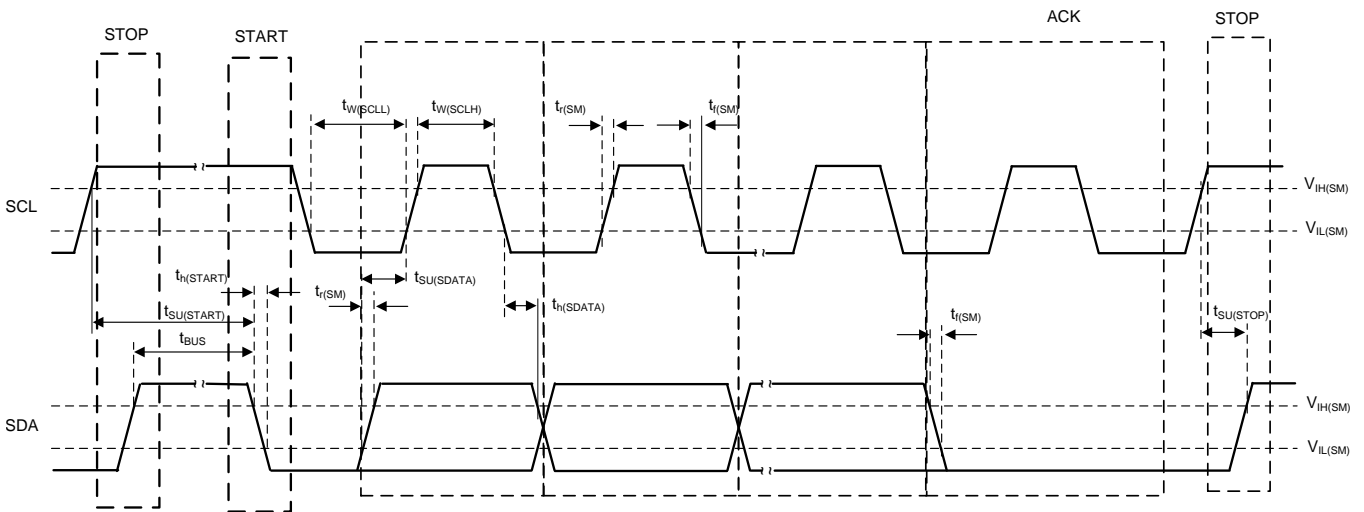 STOP
START
ACK
STOP
tW(SCLL)
tW(SCLH)
tr(SM)
tf(SM)
SCL
VIH(SM)
VIL(SM)
th(START)
tr(SM)
tSU(SDATA)
tSU(START)
th(SDATA)
tf(SM)
tSU(STOP)
tBUS
SDA
VIH(SM)
VIL(SM)